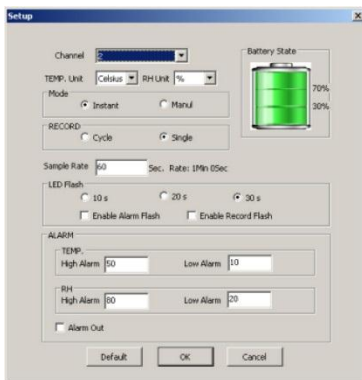 Setup
Channel 2
Battery State
TEMP. Unit Celsius RH Unit %
70%
30%
Mode
Instant Manul
RECORD
Cycle Single
Sample Rate 60 Sec. Rate: 1Min 0Sec
LED Flash
10 s 20 s 30 s
Enable Alarm Flash Enable Record Flash
ALARM
TEMP.
High Alarm 50 Low Alarm 10
RH
High Alarm 80 Low Alarm 20
Alarm Out
Default OK Cancel